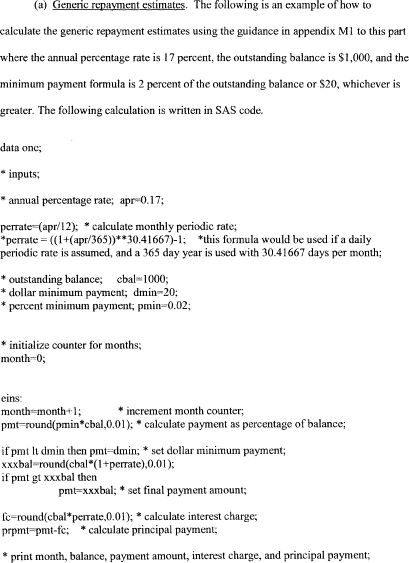 (a) Generic repayment estimates. The following is an example of how to
calculate the generic repayment estimates using the guidance in appendix M1 to this part
where the annual percentage rate is 17 percent, the outstanding balance is $1,000, and the
minimum payment formula is 2 percent of the outstanding balance or $20, whichever is
greater. The following calculation is written in SAS code.
data one;
* inputs;
* annual percentage rate; apr=0.17;
perrate=(apr/12); * calculate monthly periodic rate;
*perrate = ((1+(apr/365))**30.41667)-1; *this formula would be used if a daily
periodic rate is assumed, and a 365 day year is used with 30.41667 days per month;
* outstanding balance; cbal=1000;
* dollar minimum payment; dmin=20;
* percent minimum payment; pmin=0.02;
* initialize counter for months;
month=0;
eins:
month=month+1; * increment month counter;
pmt=round(pmin*cbal,0.01); * calculate payment as percentage of balance;
if pmt lt dmin then pmt=dmin; * set dollar minimum payment;
xxxbal=round(cbal*(1+perrate),0.01);
if pmt gt xxxbal then
pmt=xxxbal; * set final payment amount;
fc=round(cbal*perrate,0.01); * calculate interest charge;
prpmt=pmt-fc; * calculate principal payment;
* print month, balance, payment amount, interest charge, and principal payment;